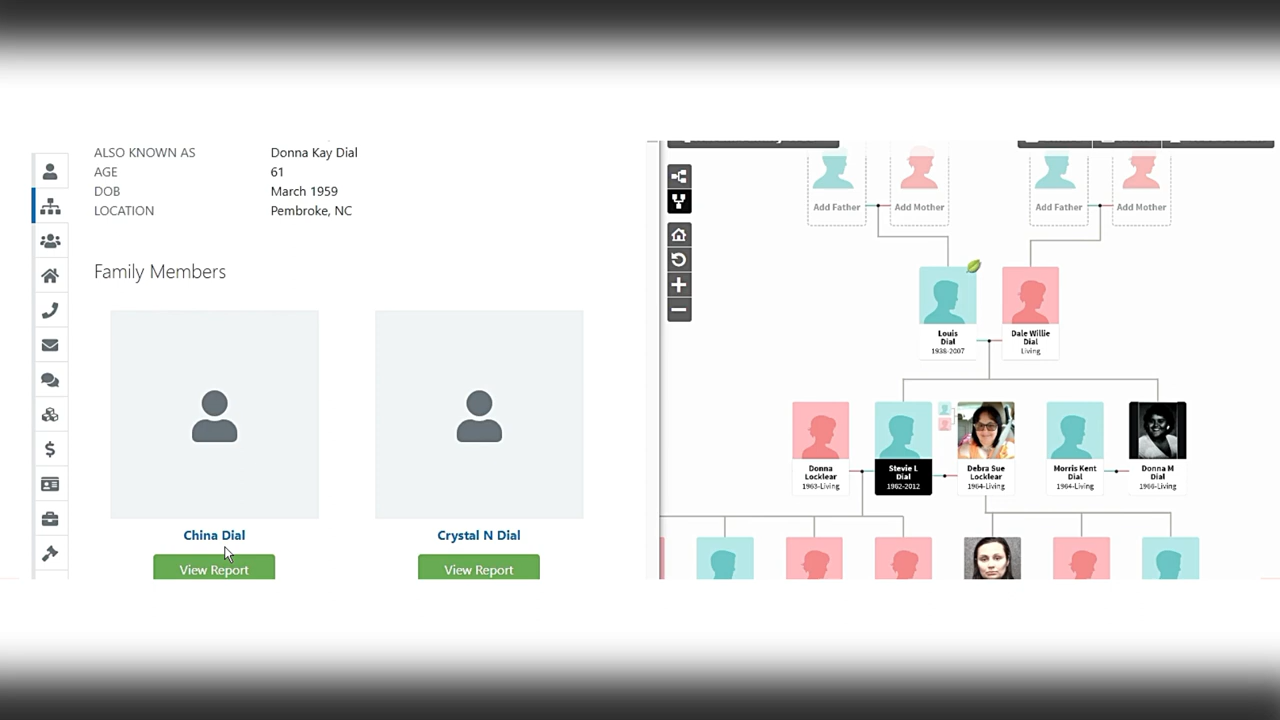 ALSO KNOWN AS Donna Kay Dial
AGE 61
DOB March 1959
LOCATION Pembroke, NC
Family Members
China Dial
View Report
Crystal N Dial
View Report
Add Father
Add Mother
Add Father
Add Mother
Louis
Dial
1938-2007
Dale Willie
Dial
Living
Donna
Locklear
1963-Living
Stevie L
Dial
1962-2012
Debra Sue
Locklear
1964-Living
Morris Kent
Dial
1964-Living
Donna M
Dial
1966-Living